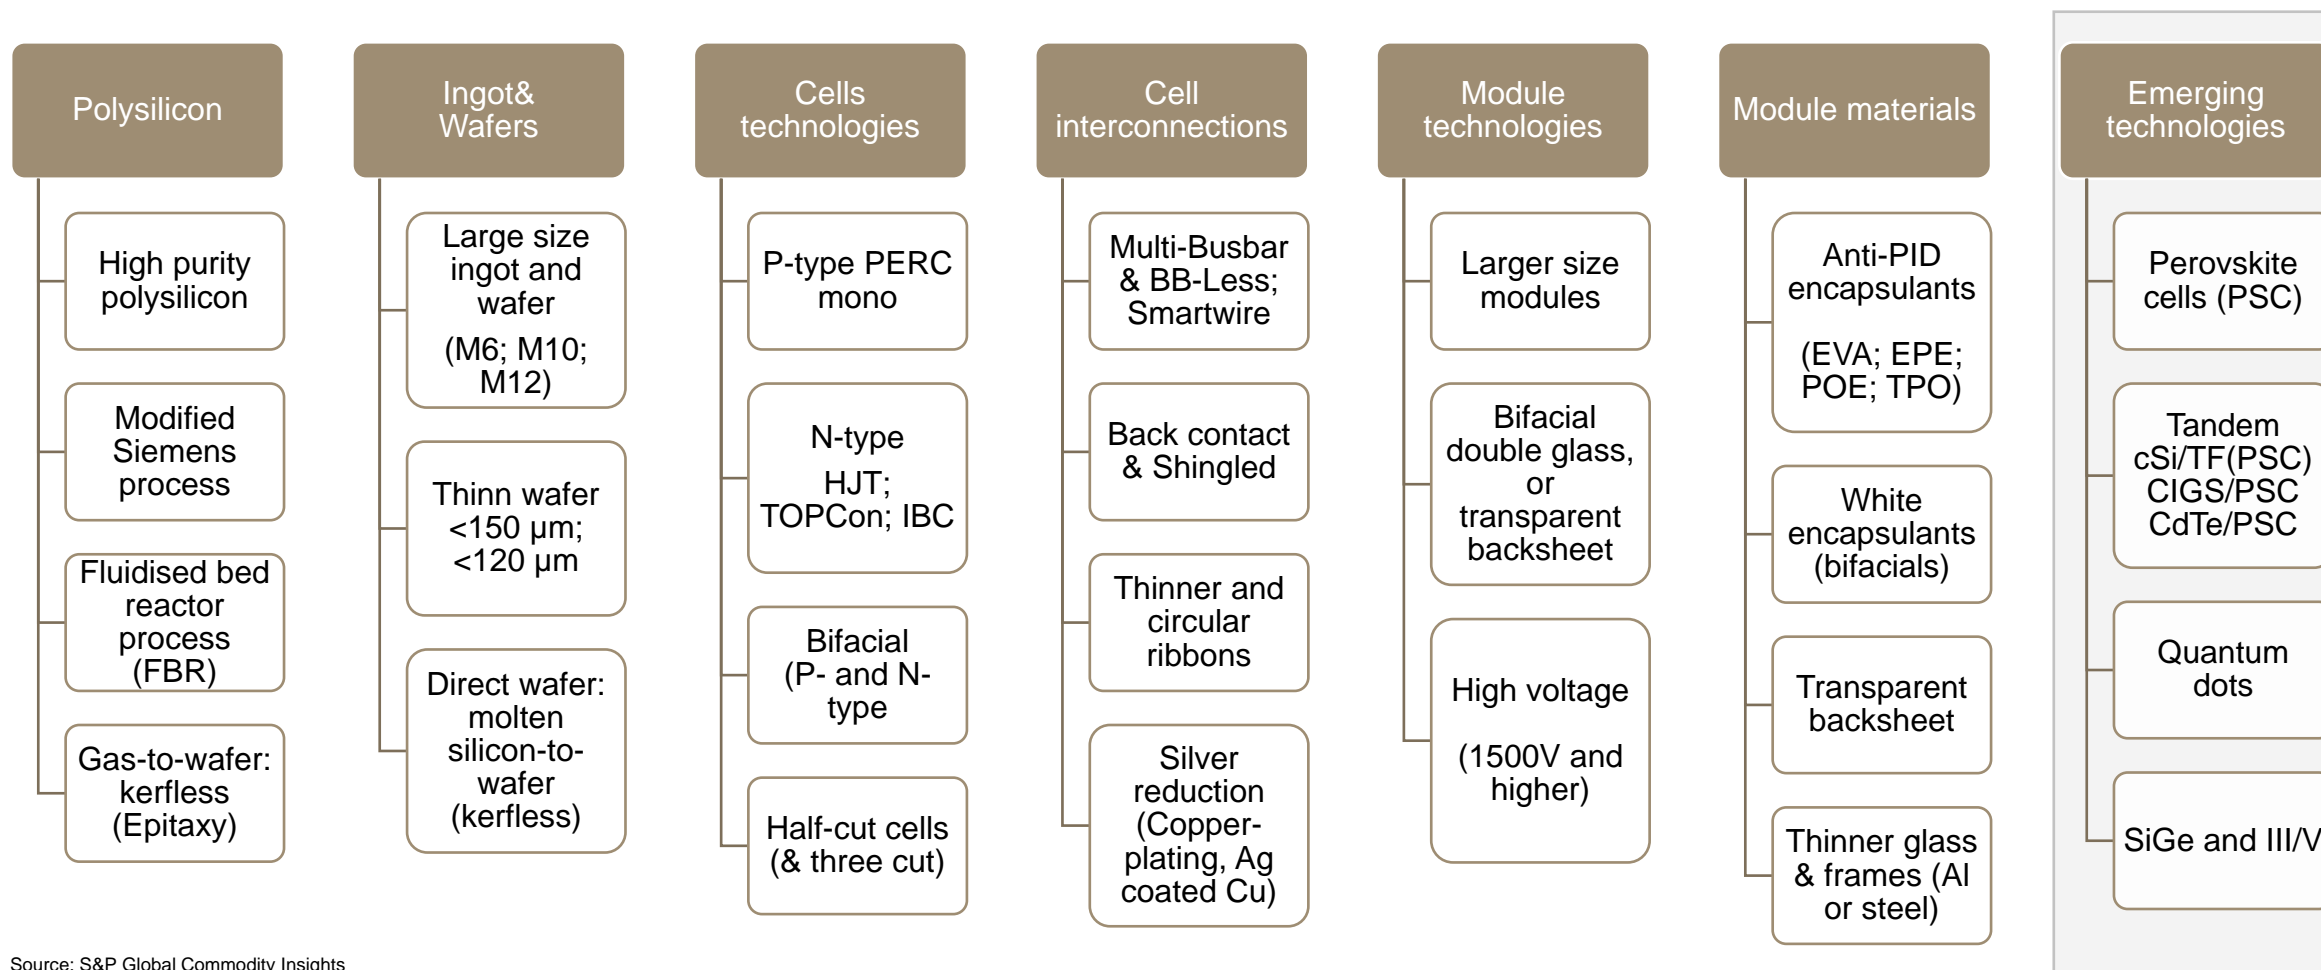 Polysilicon
High purity
polysilicon
Modified
Siemens
process
Fluidised bed
reactor
process
(FBR)
Gas-to-wafer:
kerfless
(Epitaxy)
Ingot&
Wafers
Large size
ingot and
wafer
(M6; M10;
M12)
Thinn wafer
<150 µm;
<120 µm
Direct wafer:
molten
silicon-to-
wafer
(kerfless)
Cells
technologies
P-type PERC
mono
N-type
HJT;
TOPCon; IBC
Bifacial
(P- and N-
type
Half-cut cells
(& three cut)
Cell
interconnections
Multi-Busbar
& BB-Less;
Smartwire
Back contact
& Shingled
Thinner and
circular
ribbons
Silver
reduction
(Copper-
plating, Ag
coated Cu)
Module
technologies
Larger size
modules
Bifacial
double glass,
or
transparent
backsheet
High voltage
(1500V and
higher)
Module materials
Anti-PID
encapsulants
(EVA; EPE;
POE; TPO)
White
encapsulants
(bifacials)
Transparent
backsheet
Thinner glass
& frames (Al
or steel)
Emerging
technologies
Perovskite
cells (PSC)
Tandem
cSi/TF(PSC)
CIGS/PSC
CdTe/PSC
Quantum
dots
SiGe and III/V
Source: S&P Global Commodity Insights